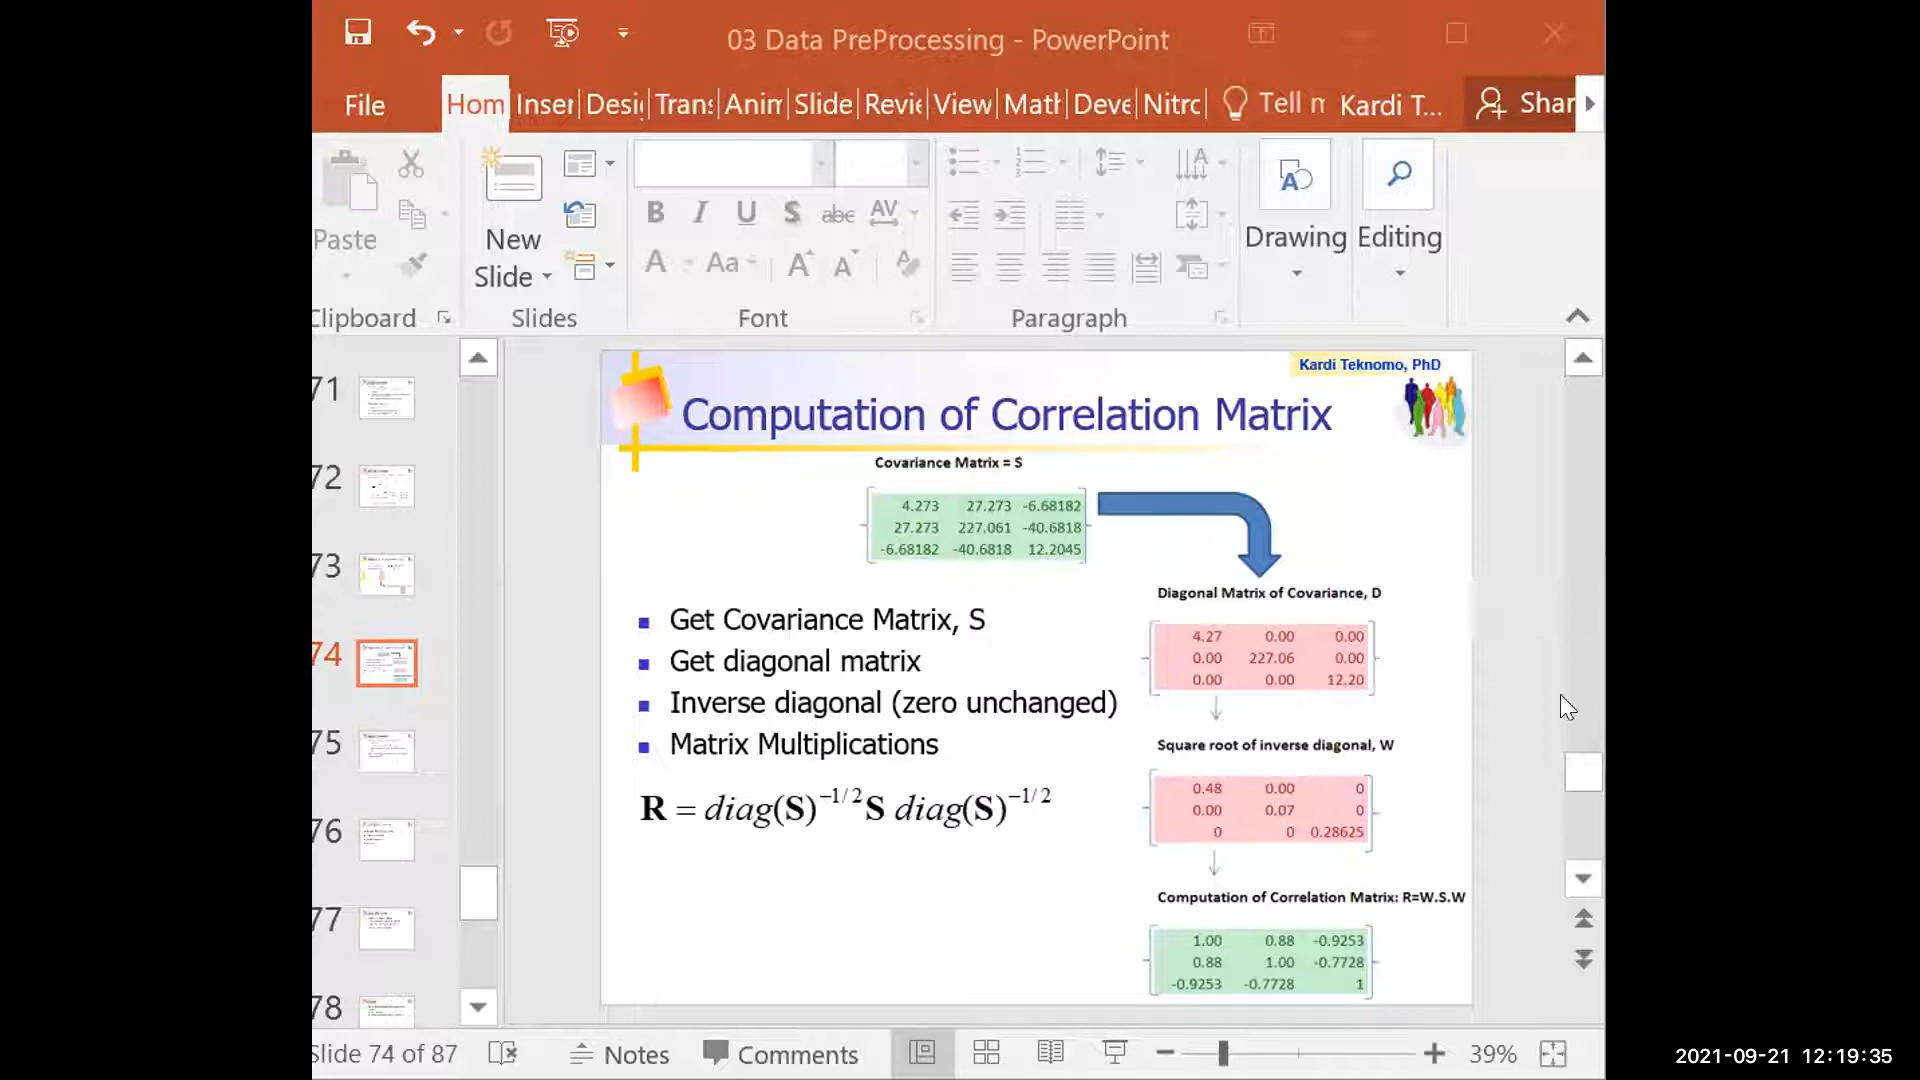 03 Data PreProcessing - PowerPoint
File Hom Inser Desi Trans Anim Slide Revie View Math Deve Nitro Tell m Kardi T... Shar
Paste
New
Slide
B I U S abc AV
A Aa A A A
Drawing
Editing
Clipboard Slides Font Paragraph
71
72
73
74
75
76
77
78
Kardi Teknomo, PhD
Computation of Correlation Matrix
Covariance Matrix = S
4.273 27.273 -6.68182
27.273 227.061 -40.6818
-6.68182 -40.6818 12.2045
Get Covariance Matrix, S
Get diagonal matrix
Inverse diagonal (zero unchanged)
Matrix Multiplications
R = diag(S)^−1/2 S diag(S)^−1/2
Diagonal Matrix of Covariance, D
4.27 0.00 0.00
0.00 227.06 0.00
0.00 0.00 12.20
Square root of inverse diagonal, W
0.48 0.00 0
0.00 0.07 0
0 0 0.28625
Computation of Correlation Matrix: R=W.S.W
1.00 0.88 -0.9253
0.88 1.00 -0.7728
-0.9253 -0.7728 1
Slide 74 of 87 Notes Comments 39%
2021-09-21 12:19:35